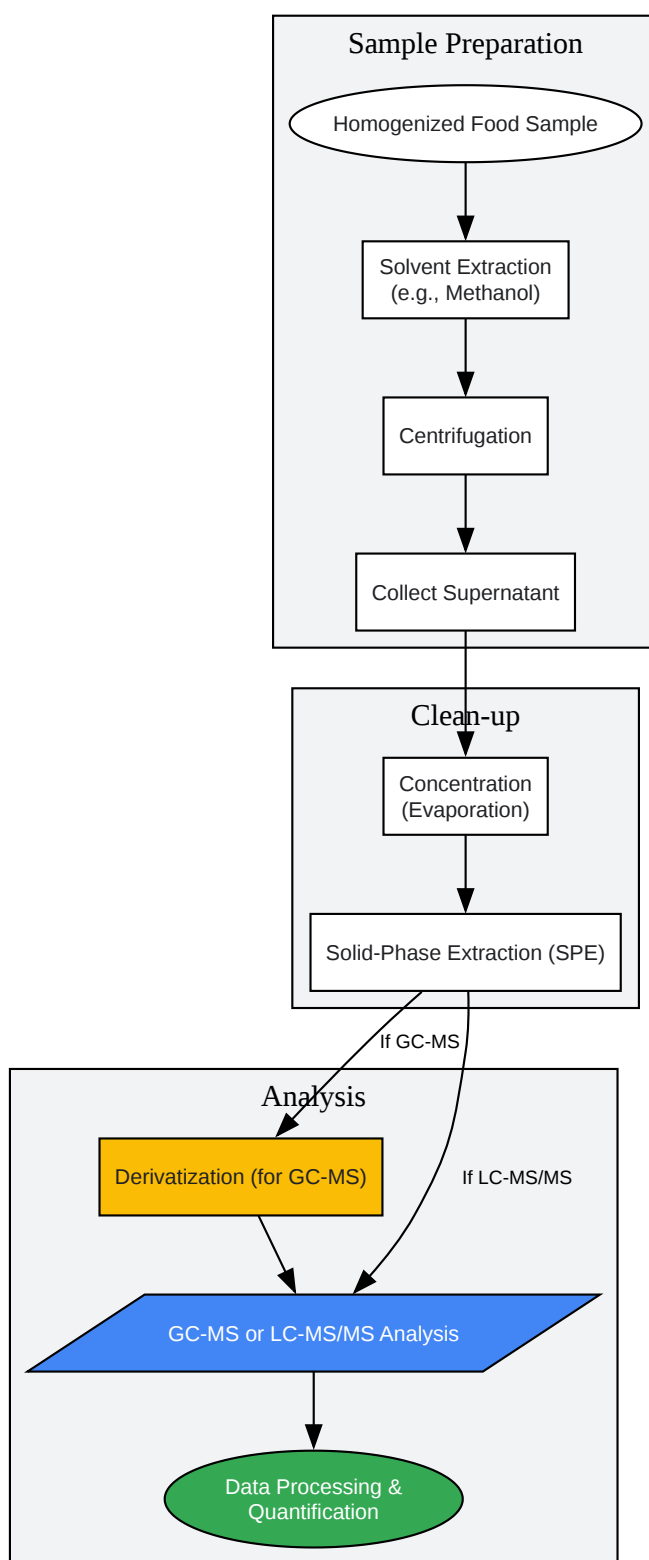 Sample Preparation
Homogenized Food Sample
Solvent Extraction
(e.g., Methanol)
Centrifugation
Collect Supernatant
Clean-up
Concentration
(Evaporation)
Solid-Phase Extraction (SPE)
If GC-MS
Analysis
Derivatization (for GC-MS)
If LC-MS/MS
GC-MS or LC-MS/MS Analysis
Data Processing &
Quantification